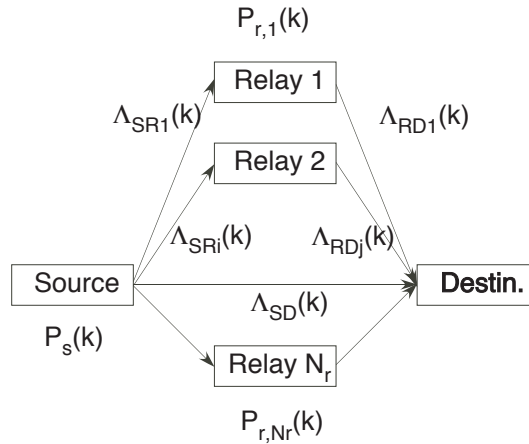 P_{r,1}(k)
Relay 1
Λ_{SR1}(k)
Λ_{RD1}(k)
Relay 2
Λ_{SRi}(k)
Λ_{RDj}(k)
Source
Destin.
Λ_{SD}(k)
P_s(k)
Relay N_r
P_{r,Nr}(k)